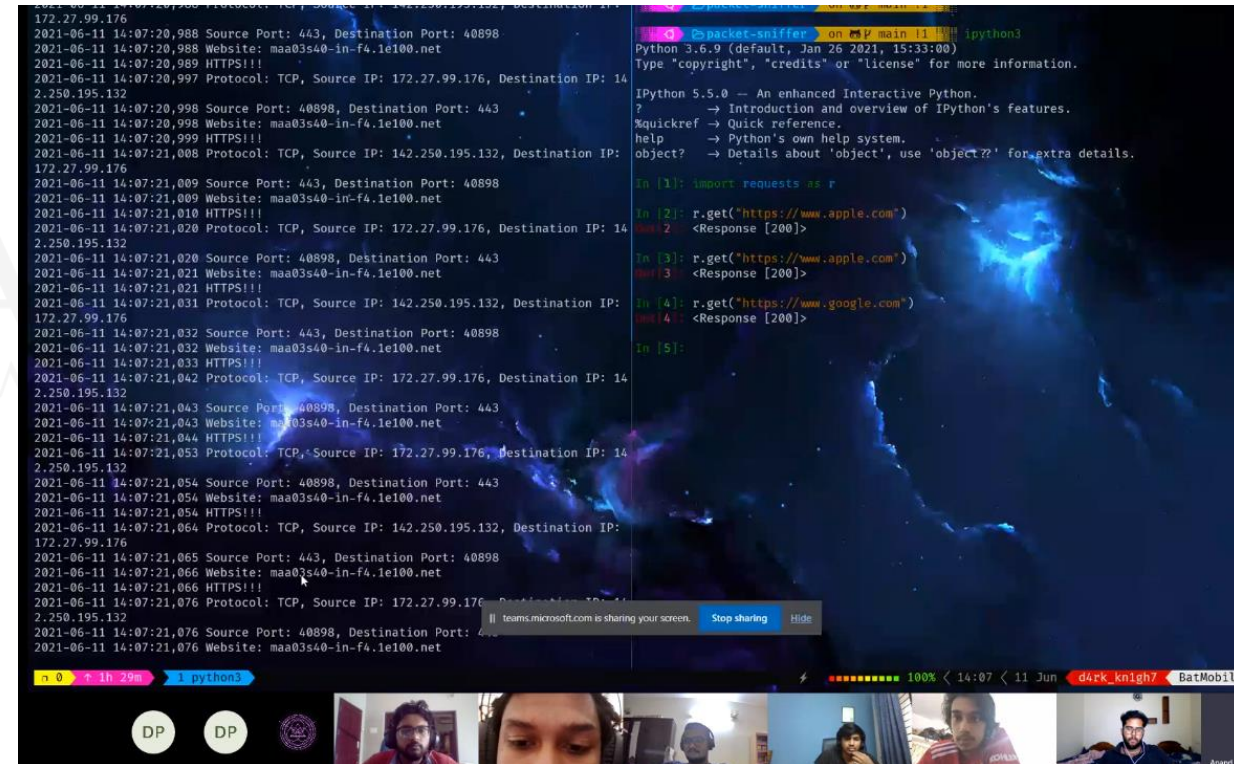 172.27.99.176
2021-06-11 14:07:20,988 Source Port: 443, Destination Port: 40898
2021-06-11 14:07:20,988 Website: maa03s40-in-f4.1e100.net
2021-06-11 14:07:20,989 HTTPS!!!
2021-06-11 14:07:20,997 Protocol: TCP, Source IP: 172.27.99.176, Destination IP: 14
2.250.195.132
2021-06-11 14:07:20,998 Source Port: 40898, Destination Port: 443
2021-06-11 14:07:20,998 Website: maa03s40-in-f4.1e100.net
2021-06-11 14:07:20,999 HTTPS!!!
2021-06-11 14:07:21,008 Protocol: TCP, Source IP: 142.250.195.132, Destination IP:
172.27.99.176
2021-06-11 14:07:21,009 Source Port: 443, Destination Port: 40898
2021-06-11 14:07:21,009 Website: maa03s40-in-f4.1e100.net
2021-06-11 14:07:21,010 HTTPS!!!
2021-06-11 14:07:21,020 Protocol: TCP, Source IP: 172.27.99.176, Destination IP: 14
2.250.195.132
2021-06-11 14:07:21,020 Source Port: 40898, Destination Port: 443
2021-06-11 14:07:21,021 Website: maa03s40-in-f4.1e100.net
2021-06-11 14:07:21,021 HTTPS!!!
2021-06-11 14:07:21,031 Protocol: TCP, Source IP: 142.250.195.132, Destination IP:
172.27.99.176
2021-06-11 14:07:21,032 Source Port: 443, Destination Port: 40898
2021-06-11 14:07:21,032 Website: maa03s40-in-f4.1e100.net
2021-06-11 14:07:21,033 HTTPS!!!
2021-06-11 14:07:21,042 Protocol: TCP, Source IP: 172.27.99.176, Destination IP: 14
2.250.195.132
2021-06-11 14:07:21,043 Source Port: 40898, Destination Port: 443
2021-06-11 14:07:21,043 Website: maa03s40-in-f4.1e100.net
2021-06-11 14:07:21,044 HTTPS!!!
2021-06-11 14:07:21,053 Protocol: TCP, Source IP: 172.27.99.176, Destination IP: 14
2.250.195.132
2021-06-11 14:07:21,054 Source Port: 40898, Destination Port: 443
2021-06-11 14:07:21,054 Website: maa03s40-in-f4.1e100.net
2021-06-11 14:07:21,054 HTTPS!!!
2021-06-11 14:07:21,064 Protocol: TCP, Source IP: 142.250.195.132, Destination IP:
172.27.99.176
2021-06-11 14:07:21,065 Source Port: 443, Destination Port: 40898
2021-06-11 14:07:21,066 Website: maa03s40-in-f4.1e100.net
2021-06-11 14:07:21,066 HTTPS!!!
2021-06-11 14:07:21,076 Protocol: TCP, Source IP: 172.27.99.176
2.250.195.132
2021-06-11 14:07:21,076 Source Port: 40898, Destination Port:
2021-06-11 14:07:21,076 Website: maa03s40-in-f4.1e100.net
packet-sniffer on main !1
packet-sniffer on main !1 ipython3
Python 3.6.9 (default, Jan 26 2021, 15:33:00)
Type "copyright", "credits" or "license" for more information.
IPython 5.5.0 — An enhanced Interactive Python.
? → Introduction and overview of IPython's features.
%quickref → Quick reference.
help → Python's own help system.
object? → Details about 'object', use 'object??' for extra details.
In [1]: import requests as r
In [2]: r.get("https://www.apple.com")
Out[2]: <Response [200]>
In [3]: r.get("https://www.apple.com")
Out[3]: <Response [200]>
In [4]: r.get("https://www.google.com")
Out[4]: <Response [200]>
In [5]:
teams.microsoft.com is sharing your screen. Stop sharing Hide
0 ↑ 1h 29m 1 python3
100% 14:07 11 Jun d4rk_kn1gh7 BatMobil
DP DP
Anand